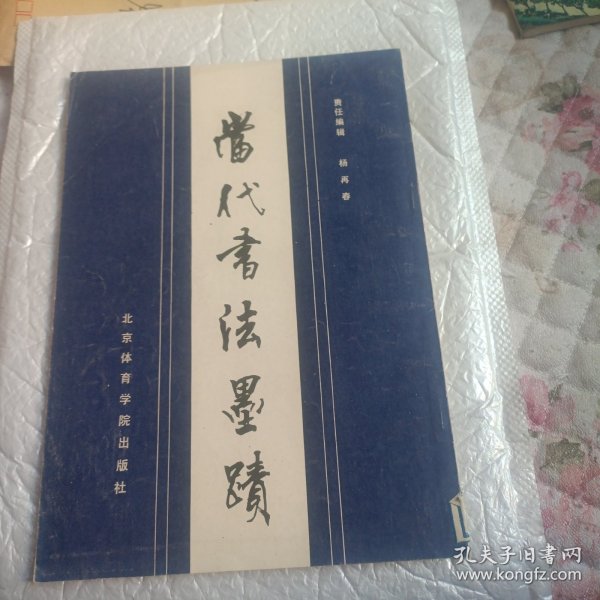 责任编辑 杨再春
當代书法墨蹟
北京体育学院出版社
孔夫子旧书网
www.kongfz.com